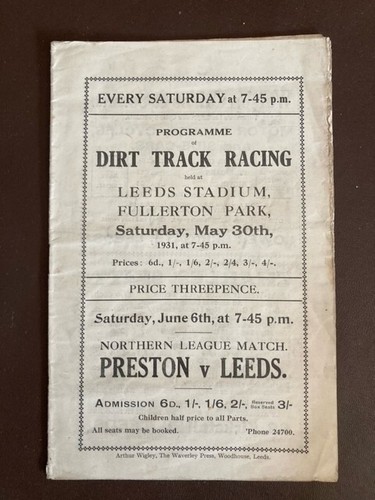 EVERY SATURDAY at 7-45 p.m.
PROGRAMME
of
DIRT TRACK RACING
held at
LEEDS STADIUM,
FULLERTON PARK,
Saturday, May 30th,
1931, at 7-45 p.m.
Prices: 6d., 1/-, 1/6, 2/-, 2/4, 3/-, 4/-.
PRICE THREEPENCE.
Saturday, June 6th, at 7-45 p.m.
NORTHERN LEAGUE MATCH.
PRESTON v LEEDS.
ADMISSION 6D., 1/-, 1/6, 2/-, Reserved Box Seats 3/-
Children half price to all Parts.
All seats may be booked. 'Phone 24700.
Arthur Wigley, The Waverley Press, Woodhouse, Leeds.